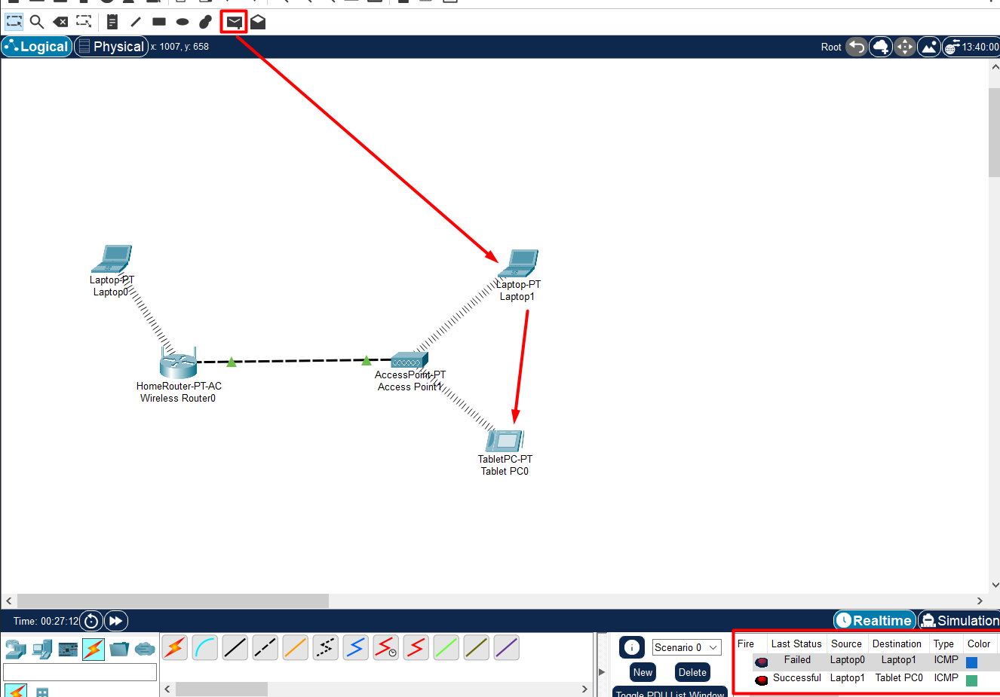 Logical Physical x: 1007, y: 658 Root 13:40:00
Laptop-PT
Laptop0
Laptop-PT
Laptop1
HomeRouter-PT-AC
Wireless Router0
AccessPoint-PT
Access Point1
TabletPC-PT
Tablet PC0
Time: 00:27:12 Realtime Simulation
Scenario 0
New Delete
Toggle PDU List Window
Fire Last Status Source Destination Type Color
Failed Laptop0 Laptop1 ICMP
Successful Laptop1 Tablet PC0 ICMP